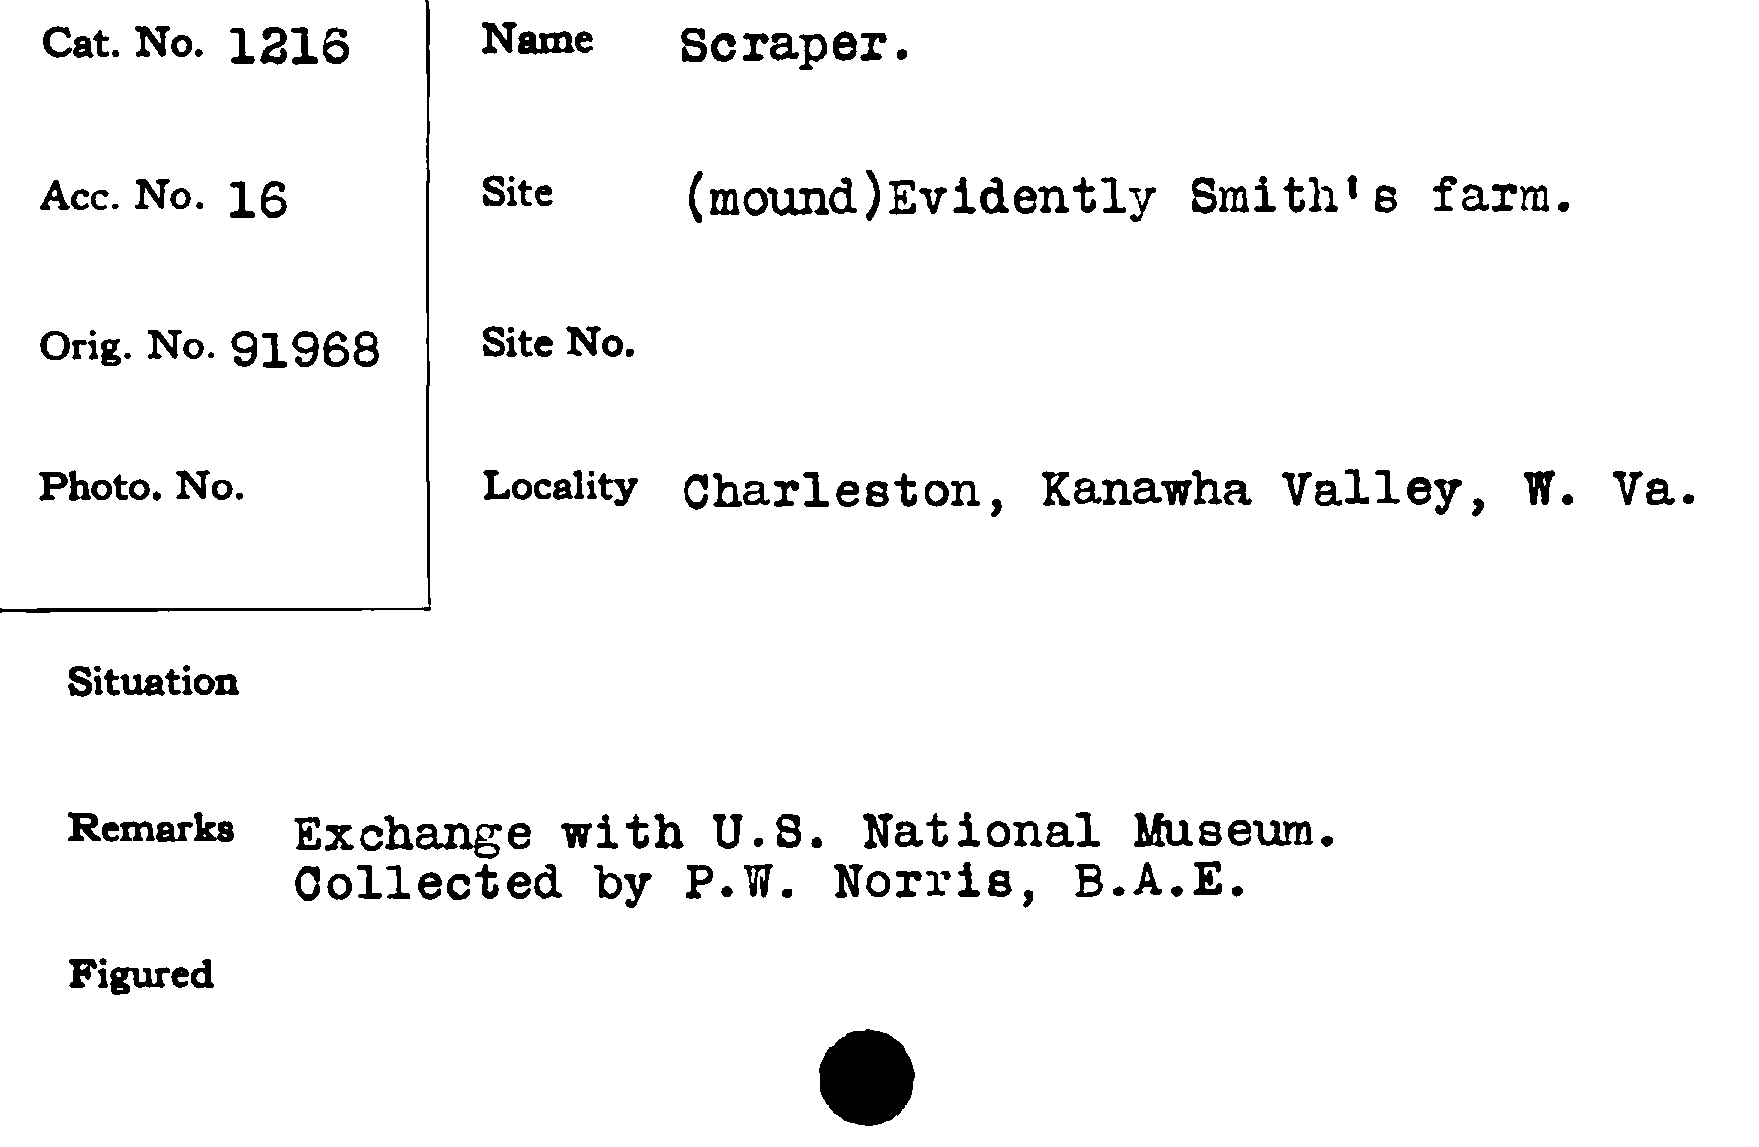 Cat. No. 1216
Name Scraper.
Acc. No. 16
Site (mound)Evidently Smith's farm.
Orig. No. 91968
Site No.
Photo. No.
Locality Charleston, Kanawha Valley, W. Va.
Situation
Remarks Exchange with U.S. National Museum.
Collected by P.W. Norris, B.A.E.
Figured